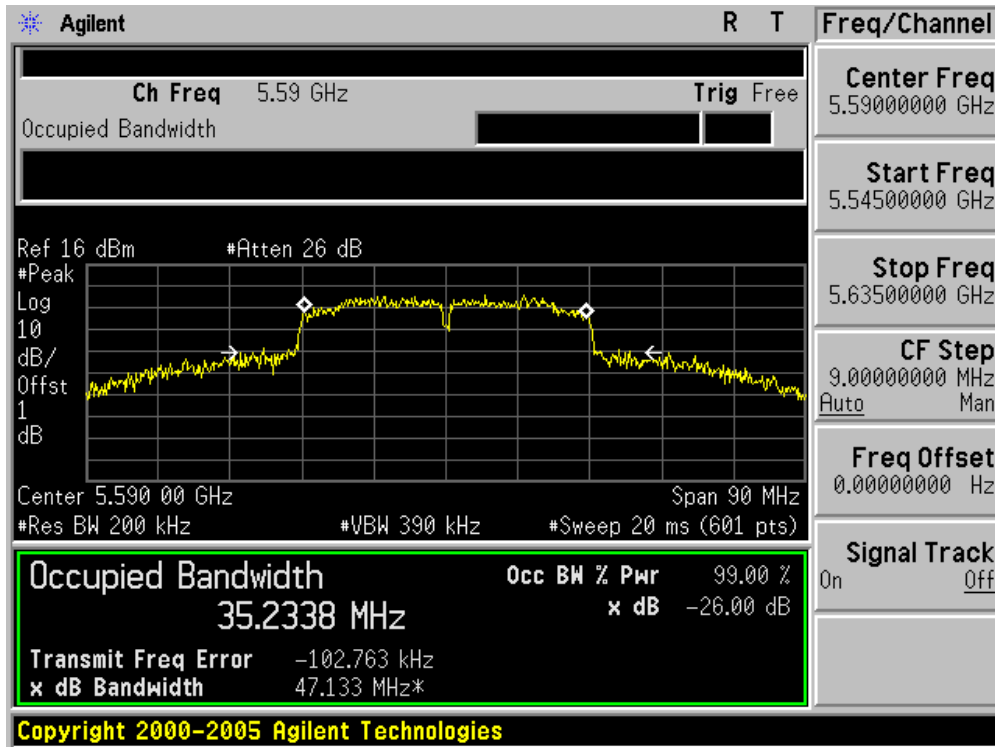 Agilent R T Freq/Channel
Ch Freq 5.59 GHz Trig Free
Occupied Bandwidth
Center Freq
5.59000000 GHz
Start Freq
5.54500000 GHz
Stop Freq
5.63500000 GHz
CF Step
9.00000000 MHz
Auto Man
Freq Offset
0.00000000 Hz
Signal Track
On Off
Ref 16 dBm #Atten 26 dB
#Peak
Log
10
dB/
Offst
1
dB
Center 5.590 00 GHz Span 90 MHz
#Res BW 200 kHz #VBW 390 kHz #Sweep 20 ms (601 pts)
Occupied Bandwidth Occ BW % Pwr 99.00 %
35.2338 MHz x dB -26.00 dB
Transmit Freq Error -102.763 kHz
x dB Bandwidth 47.133 MHz*
Copyright 2000-2005 Agilent Technologies